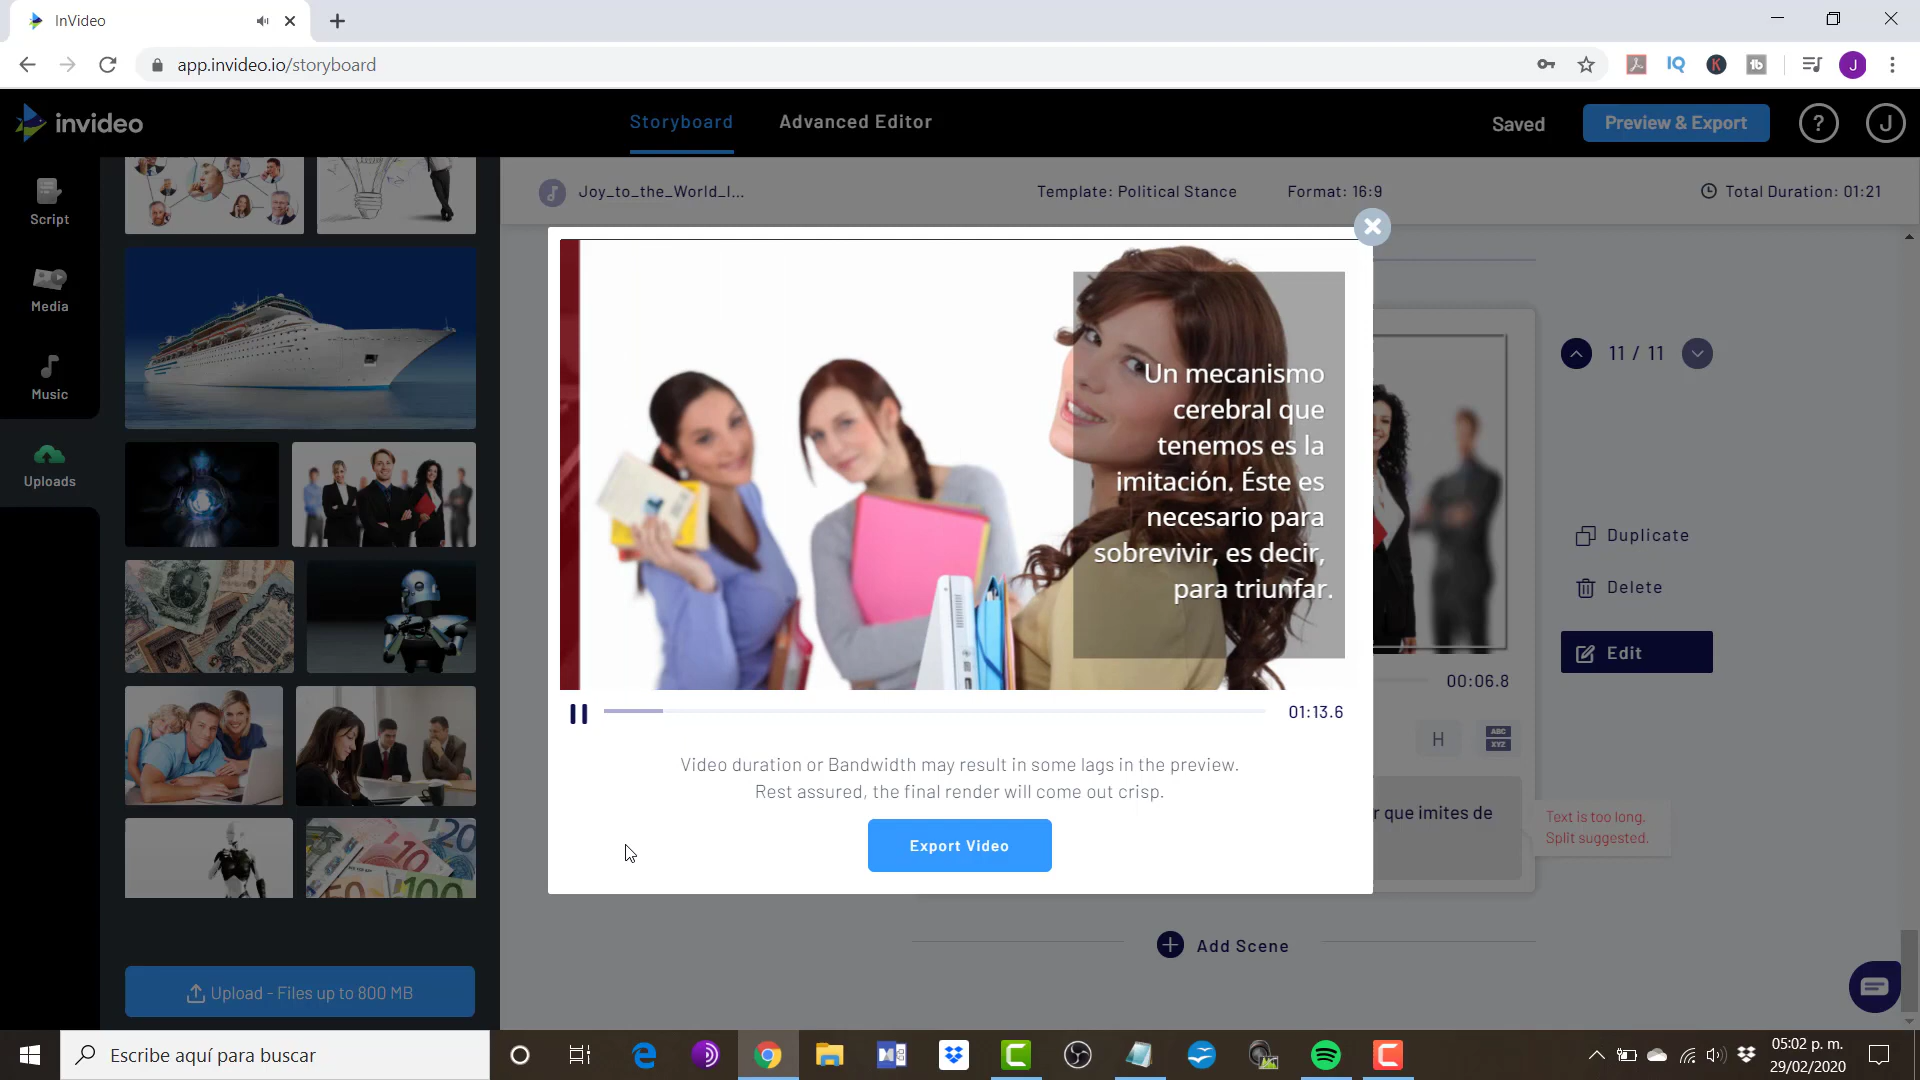 InVideo
app.invideo.io/storyboard
IQ
K
tb
J
invideo
Storyboard
Advanced Editor
Saved
Preview & Export
?
J
Script
Media
Music
Uploads
Joy_to_the_World_I...
Template: Political Stance
Format: 16:9
Total Duration: 01:21
Un mecanismo
cerebral que
tenemos es la
imitación. Éste es
necesario para
sobrevivir, es decir,
para triunfar.
01:13.6
Video duration or Bandwidth may result in some lags in the preview.
Rest assured, the final render will come out crisp.
Export Video
11 / 11
Duplicate
Delete
Edit
00:06.8
H
ABC
XYZ
r que imites de
Text is too long.
Split suggested.
Add Scene
Upload - Files up to 800 MB
Escribe aquí para buscar
05:02 p. m.
29/02/2020